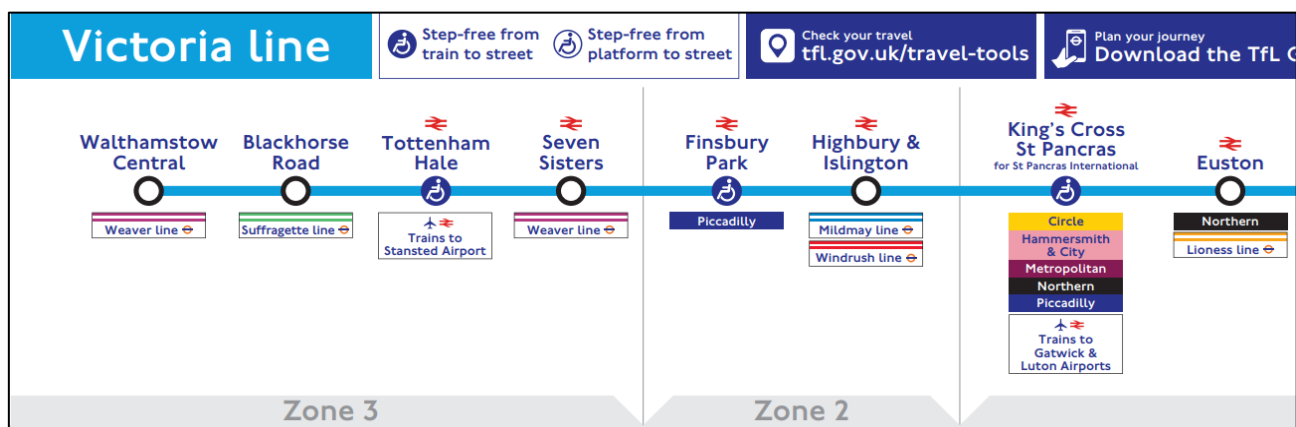 Victoria line
Step-free from
train to street
Step-free from
platform to street
Check your travel
tfl.gov.uk/travel-tools
Plan your journey
Download the TfL G
Walthamstow
Central
Weaver line
Blackhorse
Road
Suffragette line
Tottenham
Hale
Trains to
Stansted Airport
Seven
Sisters
Weaver line
Finsbury
Park
Piccadilly
Highbury &
Islington
Mildmay line
Windrush line
King's Cross
St Pancras
for St Pancras International
Circle
Hammersmith
& City
Metropolitan
Northern
Piccadilly
Trains to
Gatwick &
Luton Airports
Euston
Northern
Lioness line
Zone 3
Zone 2